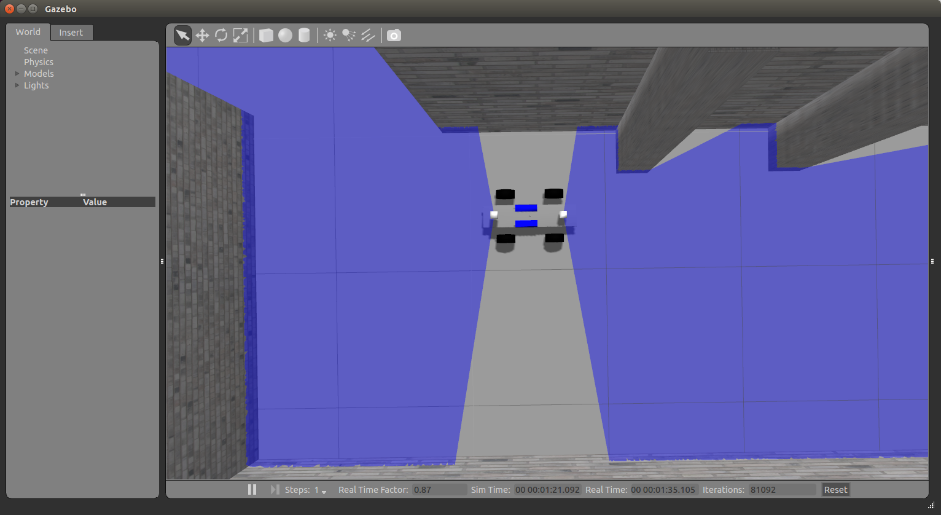 Gazebo
World Insert
Scene
Physics
Models
Lights
Property Value
Steps: 1 Real Time Factor: 0.87 Sim Time: 00 00:01:21.092 Real Time: 00 00:01:35.105 Iterations: 81092 Reset